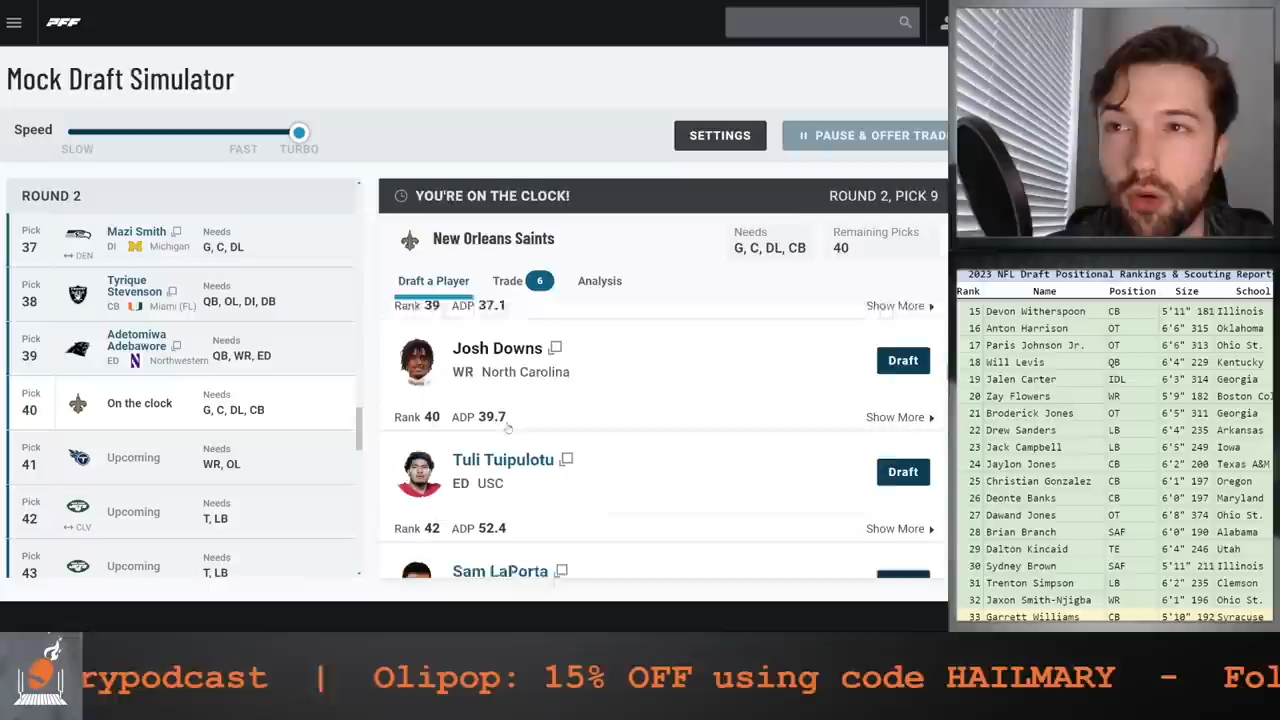 PFF
Mock Draft Simulator
Speed
SLOW
FAST
TURBO
SETTINGS
PAUSE & OFFER TRAD
ROUND 2
Pick
37
DEN
Mazi Smith
DI
Michigan
Needs
G, C, DL
Pick
38
Tyrique
Stevenson
CB
Miami (FL)
Needs
QB, OL, DI, DB
Pick
39
Adetomiwa
Adebawore
ED
Northwestern
Needs
QB, WR, ED
Pick
40
On the clock
Needs
G, C, DL, CB
Pick
41
Upcoming
Needs
WR, OL
Pick
42
CLV
Upcoming
Needs
T, LB
Pick
43
Upcoming
Needs
T, LB
YOU'RE ON THE CLOCK!
ROUND 2, PICK 9
New Orleans Saints
Needs
G, C, DL, CB
Remaining Picks
40
Draft a Player
Trade 6
Analysis
Rank 39 ADP 37.1
Show More
Josh Downs
WR North Carolina
Draft
Rank 40 ADP 39.7
Show More
Tuli Tuipulotu
ED USC
Draft
Rank 42 ADP 52.4
Show More
Sam LaPorta
2023 NFL Draft Positional Rankings & Scouting Report
Rank Name Position Size School
15 Devon Witherspoon CB 5'11" 181 Illinois
16 Anton Harrison OT 6'6" 315 Oklahoma
17 Paris Johnson Jr. OT 6'6" 313 Ohio St.
18 Will Levis QB 6'4" 229 Kentucky
19 Jalen Carter IDL 6'3" 314 Georgia
20 Zay Flowers WR 5'9" 182 Boston Col
21 Broderick Jones OT 6'5" 311 Georgia
22 Drew Sanders LB 6'4" 235 Arkansas
23 Jack Campbell LB 6'5" 249 Iowa
24 Jaylon Jones CB 6'2" 200 Texas A&M
25 Christian Gonzalez CB 6'1" 197 Oregon
26 Deonte Banks CB 6'0" 197 Maryland
27 Dawand Jones OT 6'8" 374 Ohio St.
28 Brian Branch SAF 6'0" 190 Alabama
29 Dalton Kincaid TE 6'4" 246 Utah
30 Sydney Brown SAF 5'11" 211 Illinois
31 Trenton Simpson LB 6'2" 235 Clemson
32 Jaxon Smith-Njigba WR 6'1" 196 Ohio St.
33 Garrett Williams CB 5'10" 192 Syracuse
rypodcast | Olipop: 15% OFF using code HAILMARY - Fol